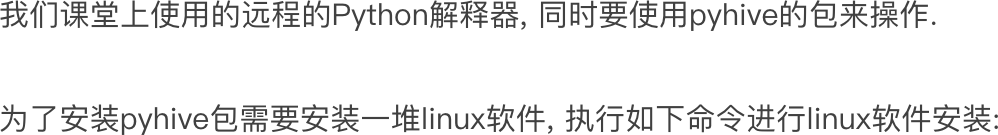 我们课堂上使用的远程的Python解释器, 同时要使用pyhive的包来操作.
为了安装pyhive包需要安装一堆linux软件, 执行如下命令进行linux软件安装: